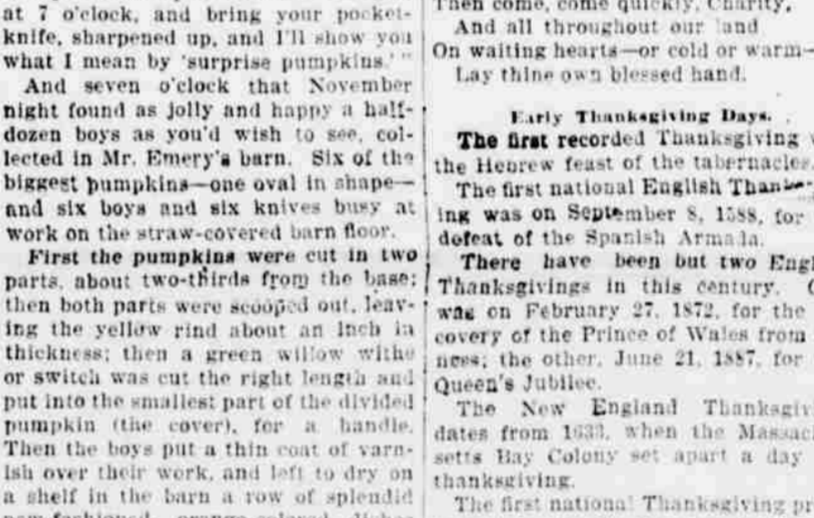 at 7 o'clock, and bring your pocket-
knife, sharpened up, and I'll show you
what I mean by 'surprise pumpkins.'"
And seven o'clock that November
night found as jolly and happy a half-
dozen boys as you'd wish to see, col-
lected in Mr. Emery's barn. Six of the
biggest pumpkins—one oval in shape—
and six boys and six knives busy at
work on the straw-covered barn floor.
First the pumpkins were cut in two
parts, about two-thirds from the base;
then both parts were scooped out, leav-
ing the yellow rind about an inch in
thickness; then a green willow withe
or switch was cut the right length and
put into the smallest part of the divided
pumpkin (the cover), for a handle.
Then the boys put a thin coat of varn-
ish over their work, and left to dry on
a shelf in the barn a row of splendid
Then come, come quickly, Charity,
And all throughout our land
On waiting hearts—or cold or warm—
Lay thine own blessed hand.
Early Thanksgiving Days.
The first recorded Thanksgiving
the Hebrew feast of the tabernacles.
The first national English Thanks-
ing was on September 8, 1588, for
defeat of the Spanish Armada.
There have been but two Engl
Thanksgivings in this century.
was on February 27, 1872, for the
covery of the Prince of Wales from
ness; the other, June 21, 1887, for
Queen's Jubilee.
The New England Thanksgiv
dates from 1633, when the Massac
setts Bay Colony set apart a day
thanksgiving.
The first national Thanksgiving pr